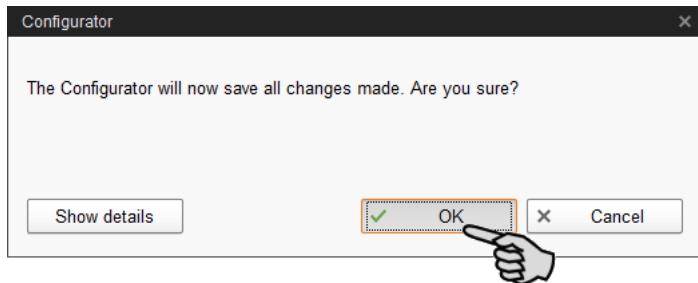 Configurator
The Configurator will now save all changes made. Are you sure?
Show details
OK
Cancel